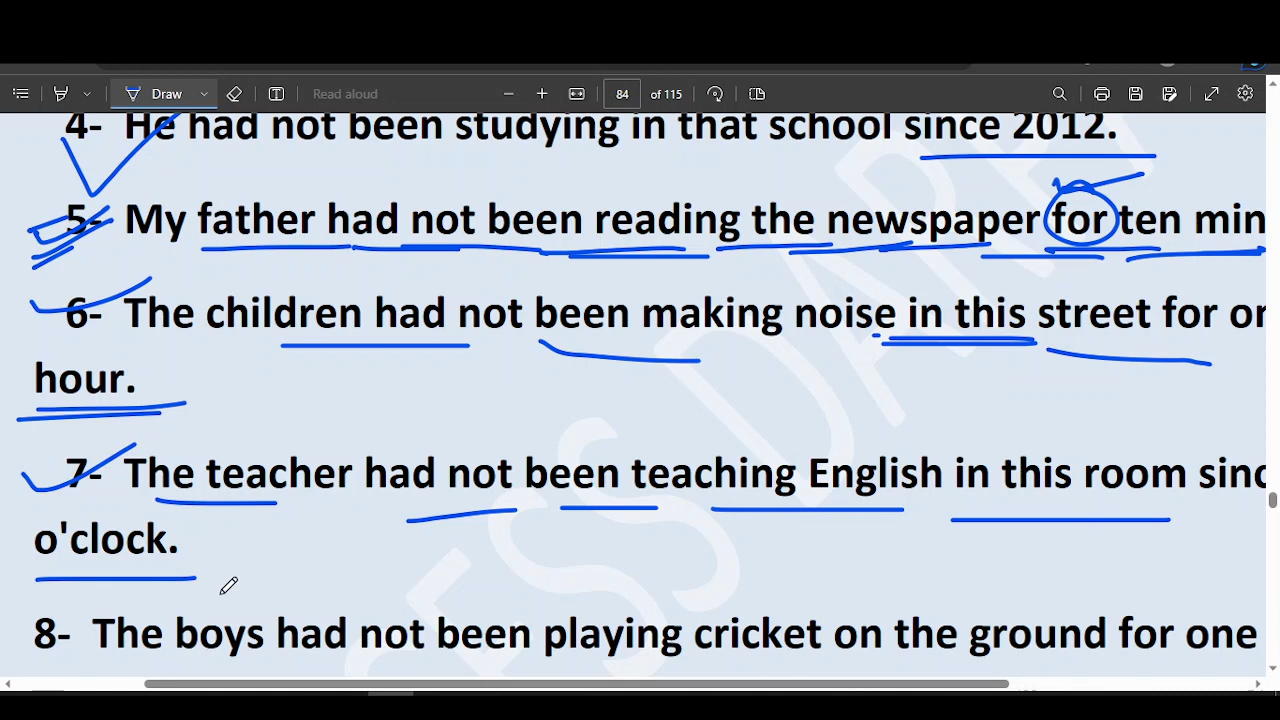 Draw
Read aloud
84 of 115
4- He had not been studying in that school since 2012.
5- My father had not been reading the newspaper for ten min
6- The children had not been making noise in this street for
hour.
7- The teacher had not been teaching English in this room
o'clock.
8- The boys had not been playing cricket on the ground for one